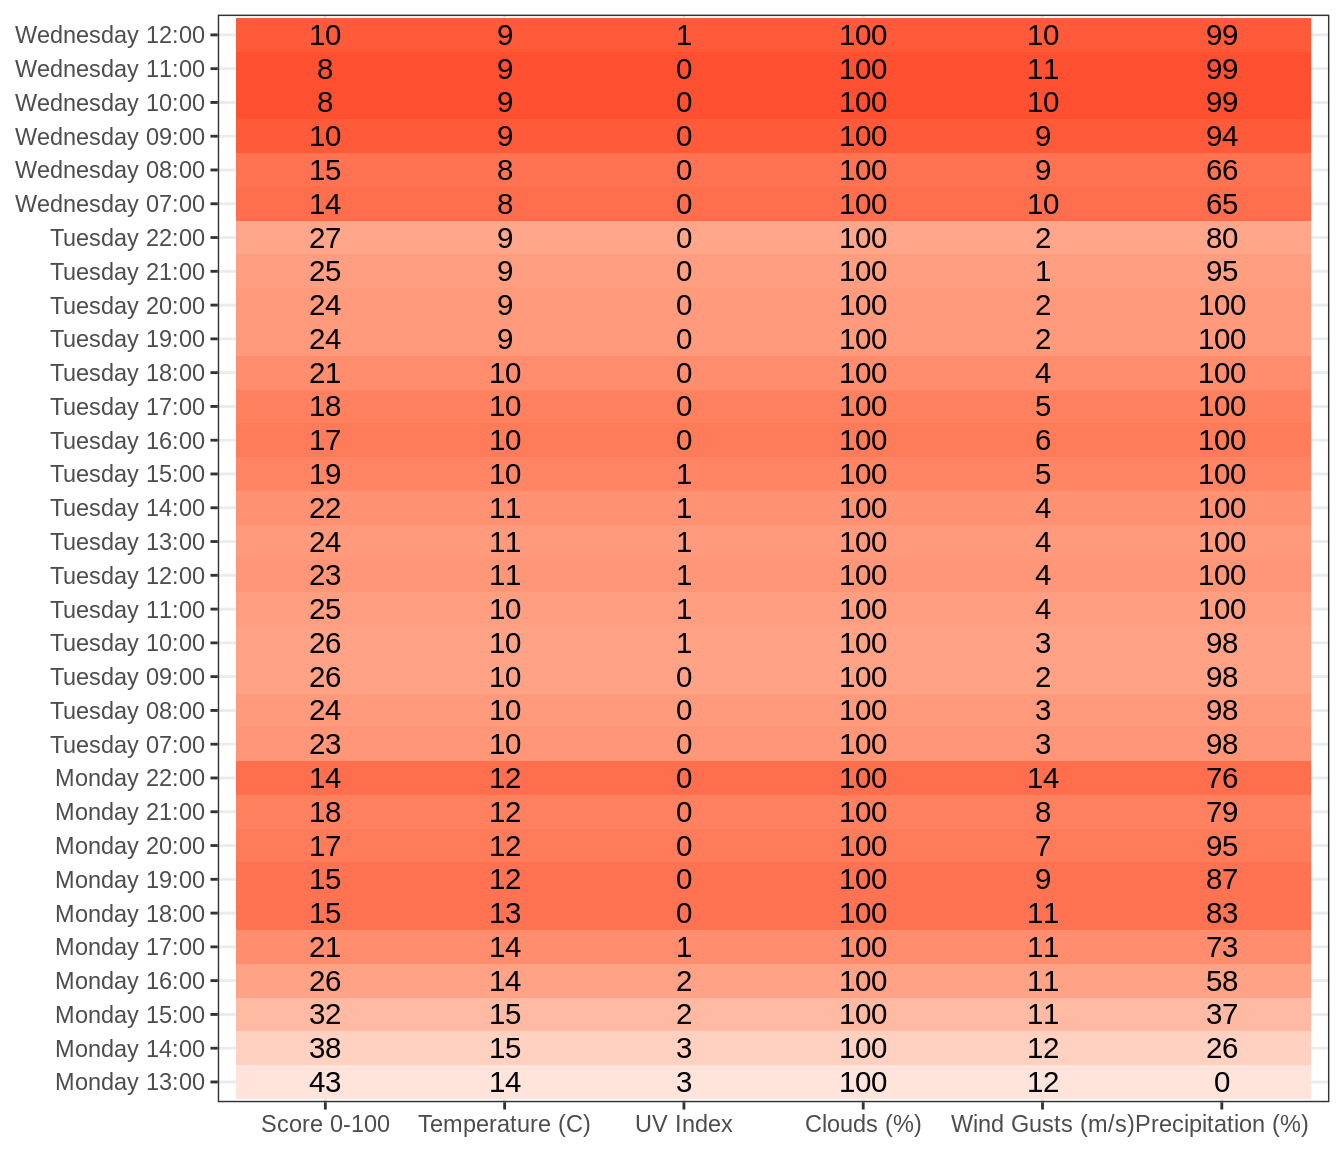 Wednesday 12:00 10 9 1 100 10 99
Wednesday 11:00 8 9 0 100 11 99
Wednesday 10:00 8 9 0 100 10 99
Wednesday 09:00 10 9 0 100 9 94
Wednesday 08:00 15 8 0 100 9 66
Wednesday 07:00 14 8 0 100 10 65
Tuesday 22:00 27 9 0 100 2 80
Tuesday 21:00 25 9 0 100 1 95
Tuesday 20:00 24 9 0 100 2 100
Tuesday 19:00 24 9 0 100 2 100
Tuesday 18:00 21 10 0 100 4 100
Tuesday 17:00 18 10 0 100 5 100
Tuesday 16:00 17 10 0 100 6 100
Tuesday 15:00 19 10 1 100 5 100
Tuesday 14:00 22 11 1 100 4 100
Tuesday 13:00 24 11 1 100 4 100
Tuesday 12:00 23 11 1 100 4 100
Tuesday 11:00 25 10 1 100 4 100
Tuesday 10:00 26 10 1 100 3 98
Tuesday 09:00 26 10 0 100 2 98
Tuesday 08:00 24 10 0 100 3 98
Tuesday 07:00 23 10 0 100 3 98
Monday 22:00 14 12 0 100 14 76
Monday 21:00 18 12 0 100 8 79
Monday 20:00 17 12 0 100 7 95
Monday 19:00 15 12 0 100 9 87
Monday 18:00 15 13 0 100 11 83
Monday 17:00 21 14 1 100 11 73
Monday 16:00 26 14 2 100 11 58
Monday 15:00 32 15 2 100 11 37
Monday 14:00 38 15 3 100 12 26
Monday 13:00 43 14 3 100 12 0
Score 0-100 Temperature (C) UV Index Clouds (%) Wind Gusts (m/s) Precipitation (%)